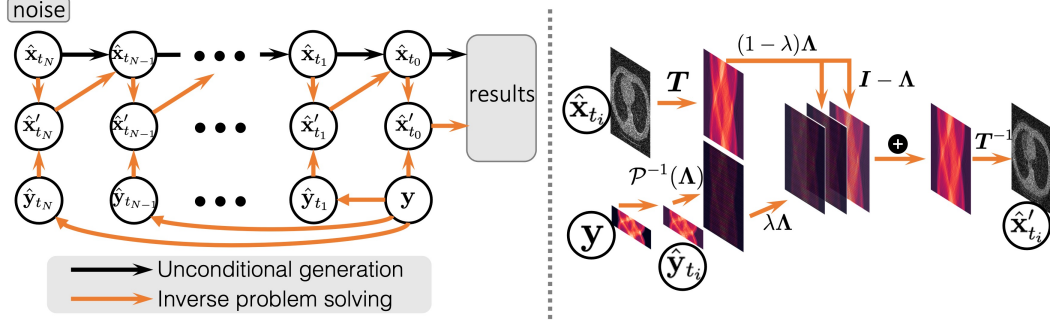 noise
x̂_{t_N} x̂_{t_{N−1}} ••• x̂_{t_1} x̂_{t_0}
results
x̂′_{t_N} x̂′_{t_{N−1}} ••• x̂′_{t_1} x̂′_{t_0}
ŷ_{t_N} ŷ_{t_{N−1}} ••• ŷ_{t_1} y
Unconditional generation
Inverse problem solving
(1 − λ)Λ
T
I − Λ
x̂_{t_i}
+
T⁻¹
𝒫⁻¹(Λ)
λΛ
y
ŷ_{t_i}
x̂′_{t_i}